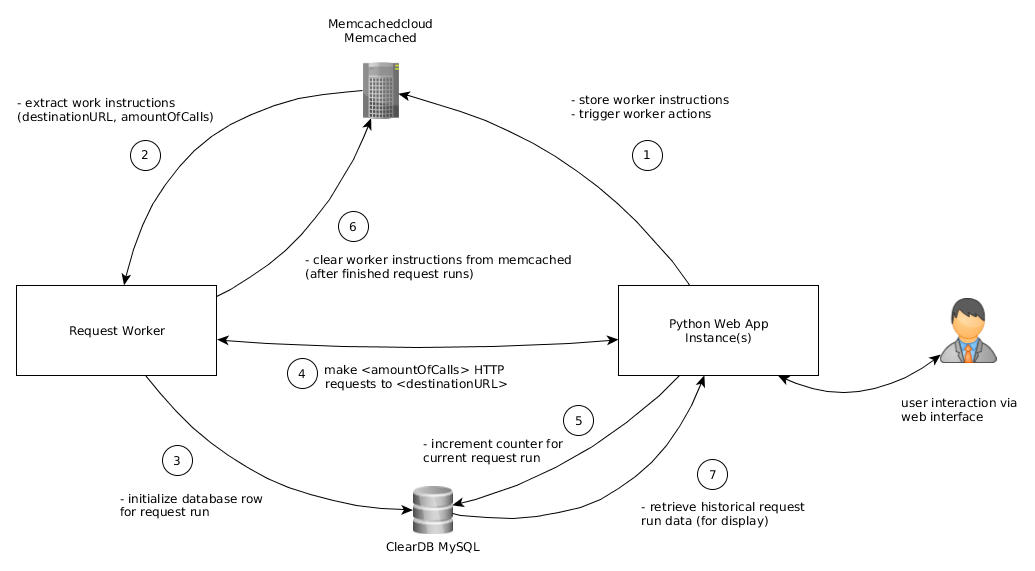 Memcachedcloud
Memcached
- extract work instructions
(destinationURL, amountOfCalls)
2
- store worker instructions
- trigger worker actions
1
6
- clear worker instructions from memcached
(after finished request runs)
Request Worker
Python Web App
Instance(s)
4
make <amountOfCalls> HTTP
requests to <destinationURL>
user interaction via
web interface
5
- increment counter for
current request run
3
- initialize database row
for request run
7
- retrieve historical request
run data (for display)
ClearDB MySQL